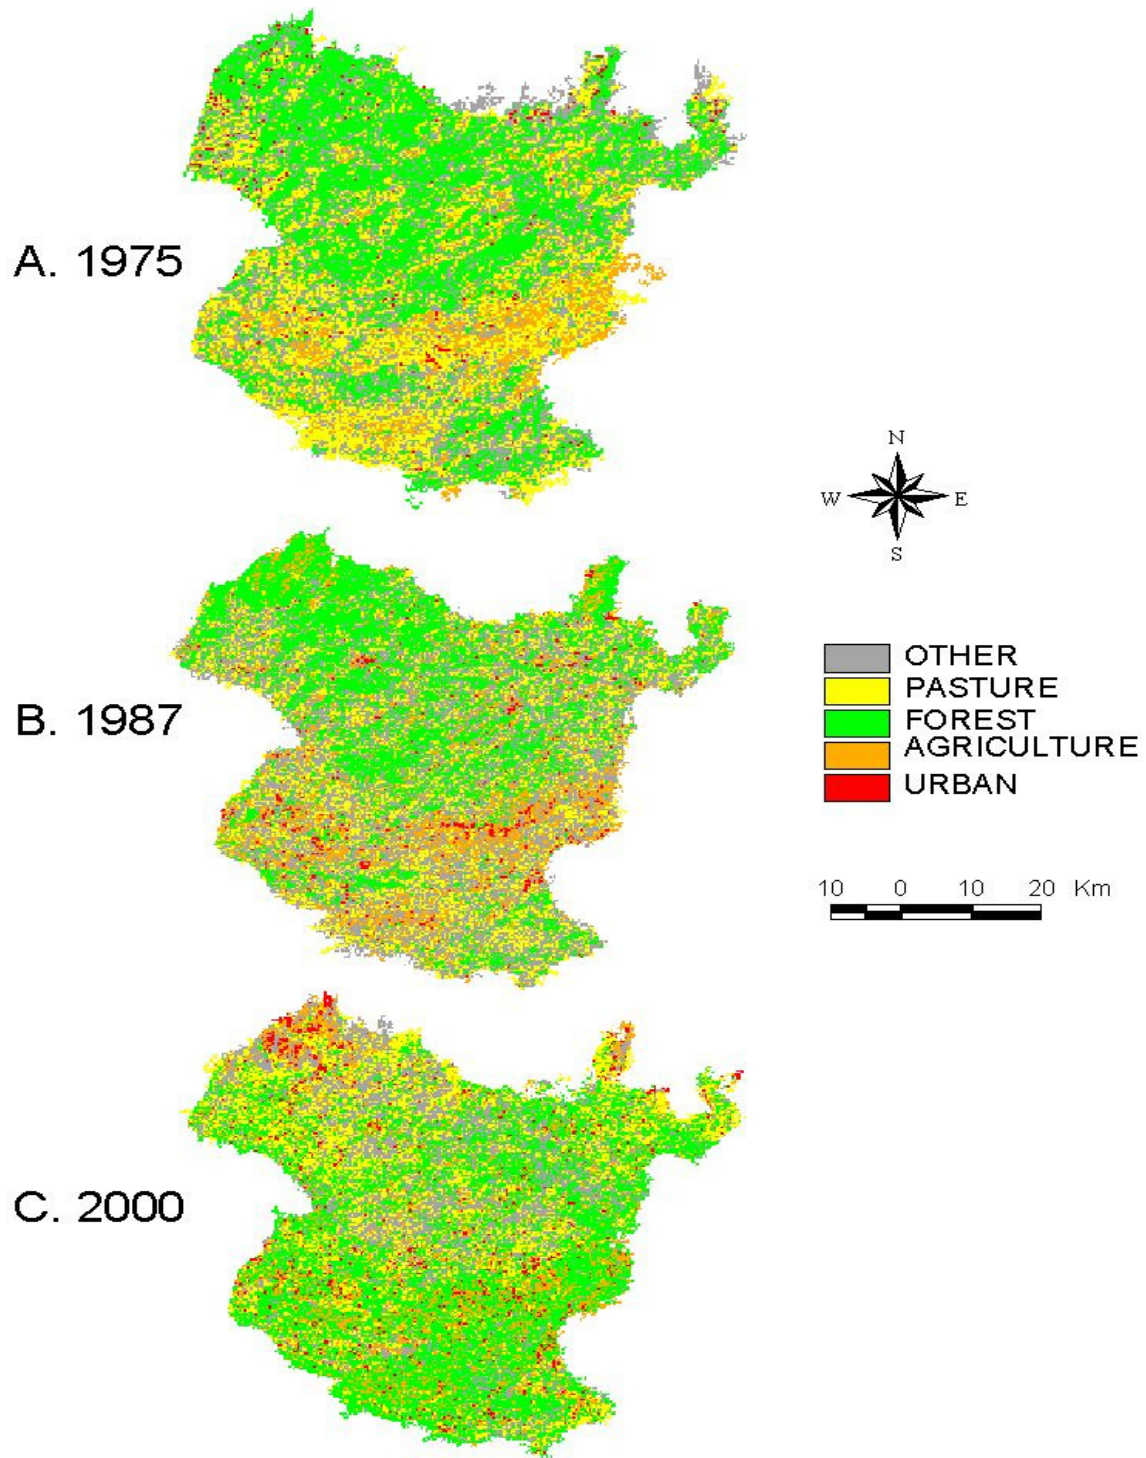 A. 1975
N
W E
S
OTHER
PASTURE
FOREST
AGRICULTURE
URBAN
B. 1987
10 0 10 20 Km
C. 2000